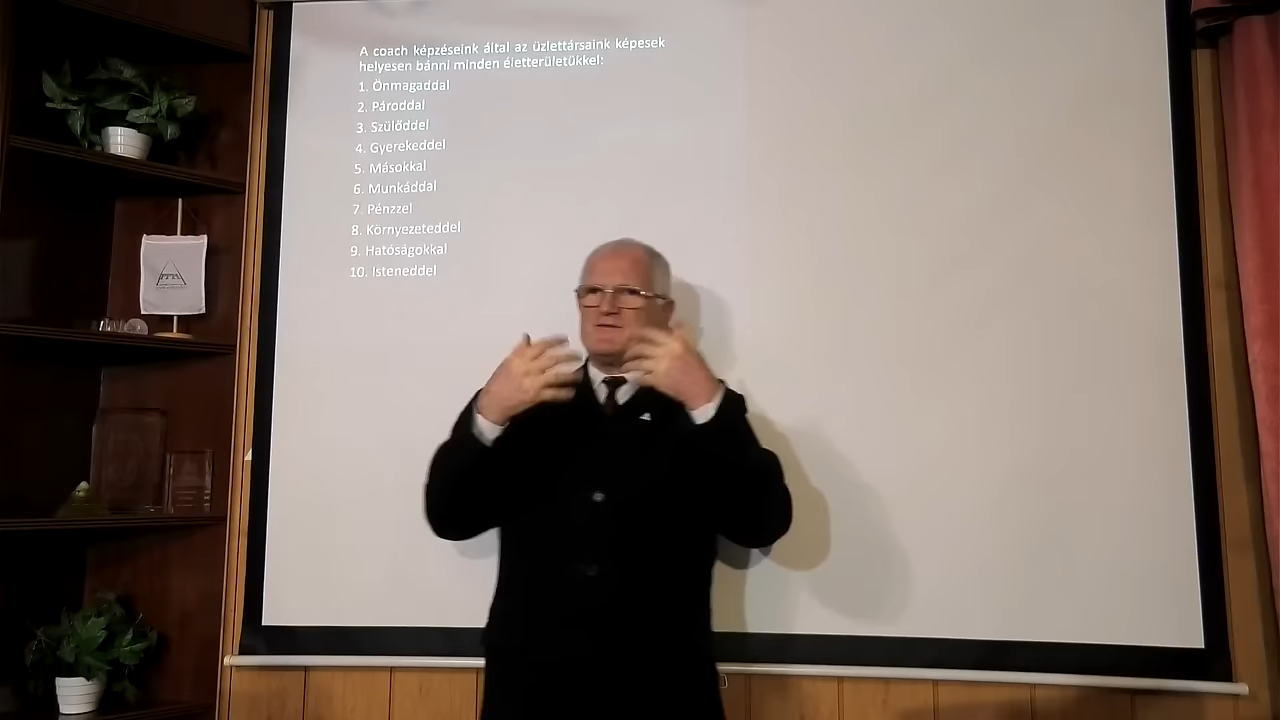 A coach képzéseink által az üzlettársaink képesek
helyesen bánni minden életterületükkel:
1. Önmagaddal
2. Pároddal
3. Szülőddel
4. Gyerekeddel
5. Másokkal
6. Munkáddal
7. Pénzzel
8. Környezeteddel
9. Hatóságokkal
10. Isteneddel